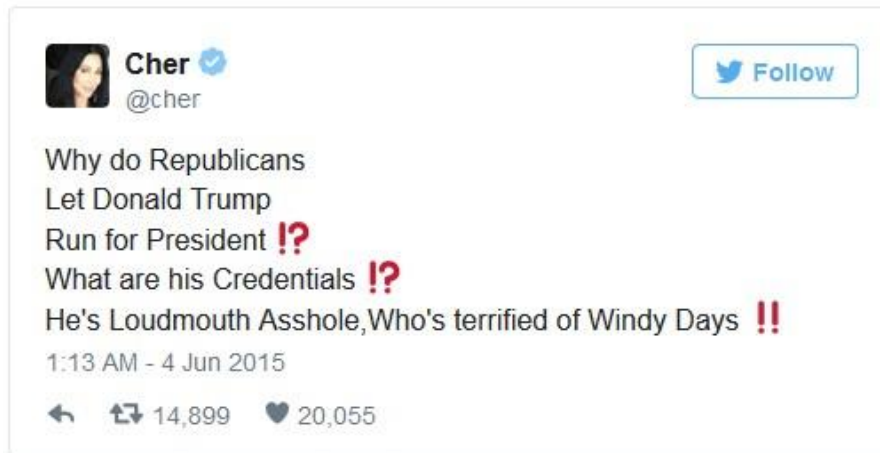 Cher
@cher
Follow
Why do Republicans
Let Donald Trump
Run for President ⁉
What are his Credentials ⁉
He's Loudmouth Asshole,Who's terrified of Windy Days ‼
1:13 AM - 4 Jun 2015
14,899 20,055